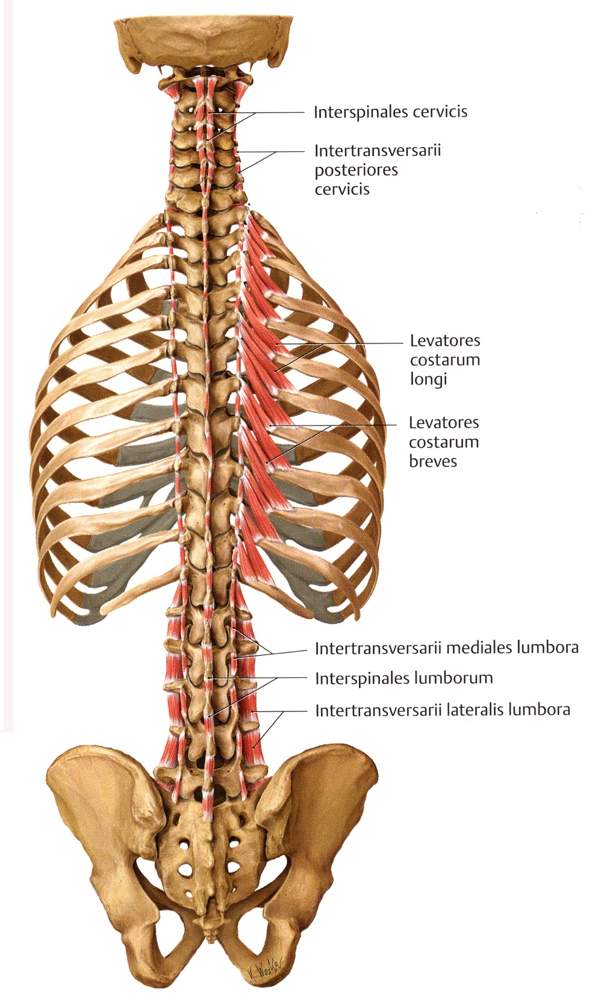 Interspinales cervicis
Intertransversarii
posteriores
cervicis
Levatores
costarum
longi
Levatores
costarum
breves
Intertransversarii mediales lumbora
Interspinales lumborum
Intertransversarii lateralis lumbora